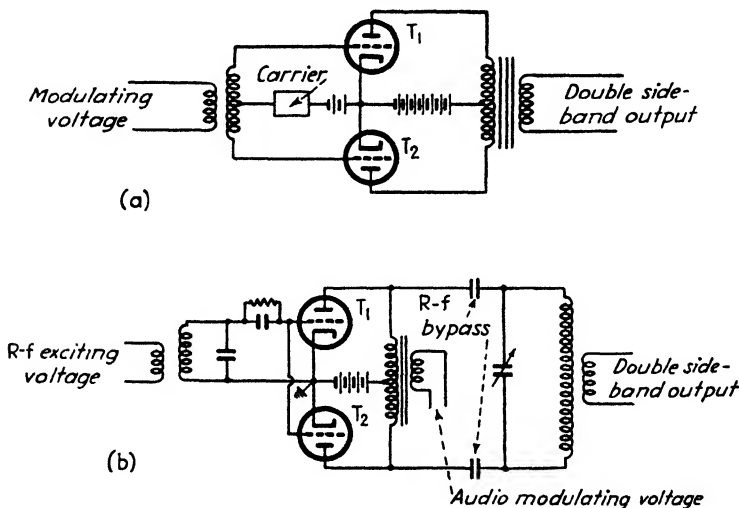 T1
Carrier
Modulating
voltage
Double side-
band output
T2
(a)
T1
R-f
bypass
R-f exciting
voltage
Double side-
band output
T2
(b)
Audio modulating voltage